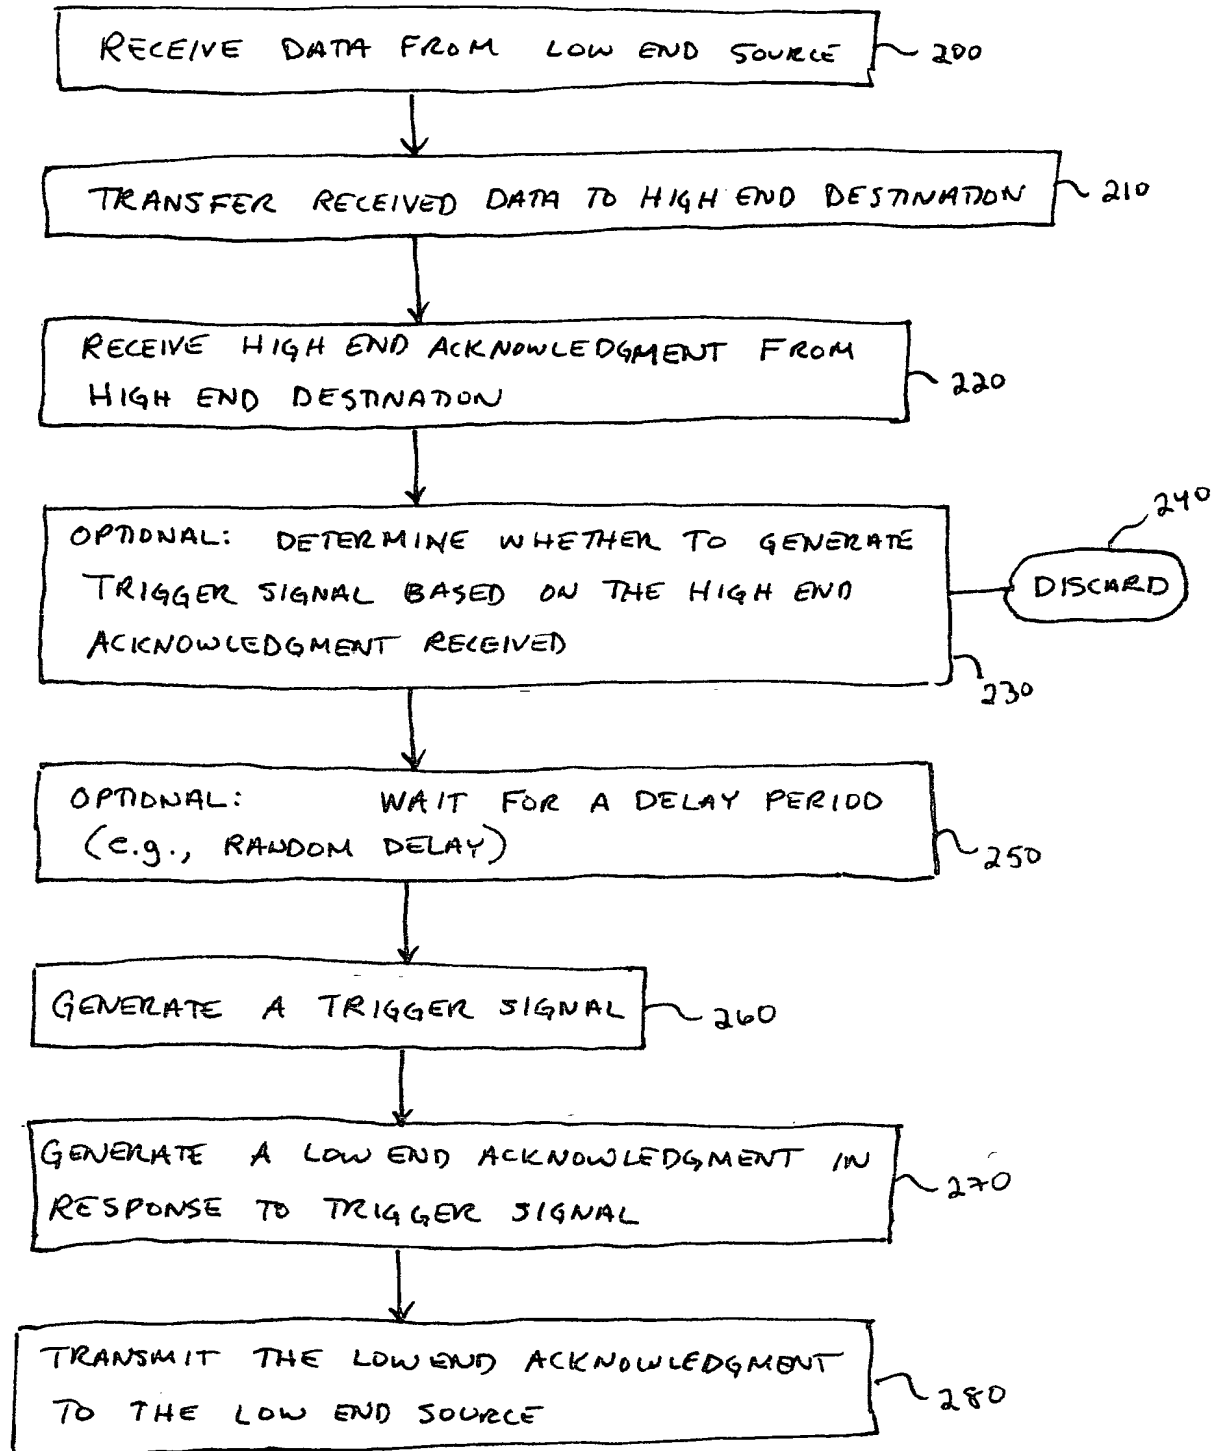 RECEIVE DATA FROM LOW END SOURCE
200
TRANSFER RECEIVED DATA TO HIGH END DESTINATION
210
RECEIVE HIGH END ACKNOWLEDGMENT FROM
HIGH END DESTINATION
220
OPTIONAL: DETERMINE WHETHER TO GENERATE
TRIGGER SIGNAL BASED ON THE HIGH END
ACKNOWLEDGMENT RECEIVED
230
240
DISCARD
OPTIONAL: WAIT FOR A DELAY PERIOD
(e.g., RANDOM DELAY)
250
GENERATE A TRIGGER SIGNAL
260
GENERATE A LOW END ACKNOWLEDGMENT IN
RESPONSE TO TRIGGER SIGNAL
270
TRANSMIT THE LOW END ACKNOWLEDGMENT
TO THE LOW END SOURCE
280